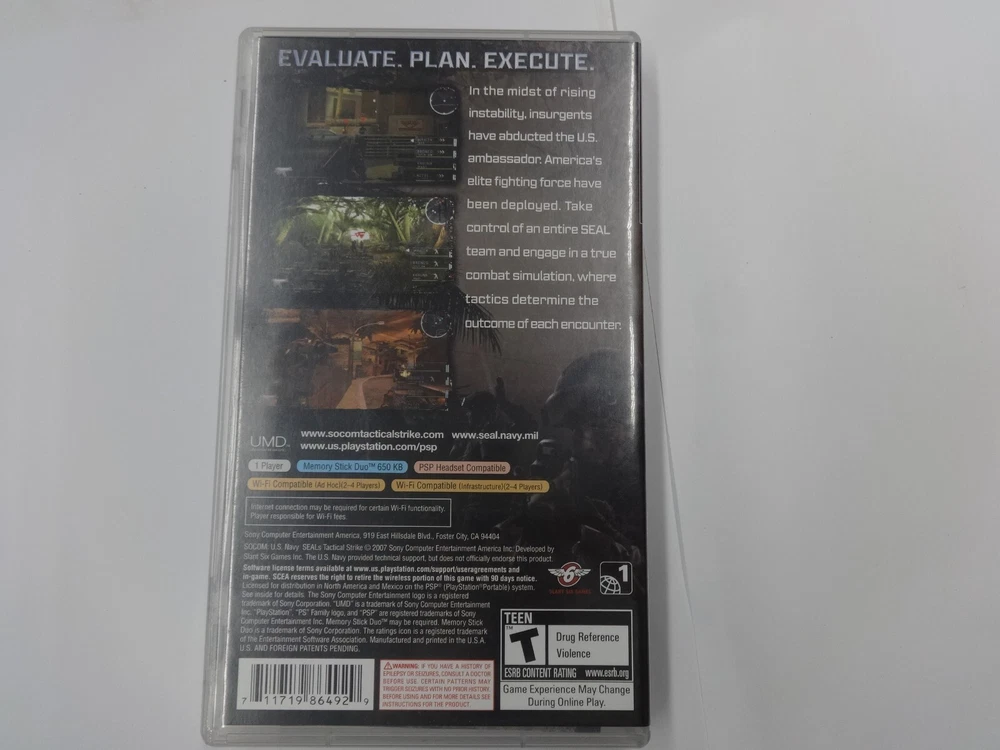 EVALUATE. PLAN. EXECUTE.
In the midst of rising
instability, insurgents
have abducted the U.S.
ambassador. America's
elite fighting force have
been deployed. Take
control of an entire SEAL
team and engage in a true
combat simulation, where
tactics determine the
outcome of each encounter.
UMD™
www.socomtacticalstrike.com www.seal.navy.mil
www.us.playstation.com/psp
1 Player
Memory Stick Duo™ 650 KB
PSP Headset Compatible
Wi-Fi Compatible (Ad Hoc)(2-4 Players)
Wi-Fi Compatible (Infrastructure)(2-4 Players)
Internet connection may be required for certain Wi-Fi functionality.
Player responsible for Wi-Fi fees.
Sony Computer Entertainment America, 919 East Hillsdale Blvd., Foster City, CA 94404
SOCOM: U.S. Navy SEALs Tactical Strike © 2007 Sony Computer Entertainment America Inc. Developed by
Slant Six Games Inc. The U.S. Navy provided technical support, but does not officially endorse this product.
Software license terms available at www.us.playstation.com/support/useragreements and
in-game. SCEA reserves the right to retire the wireless portion of this game with 90 days notice.
Licensed for distribution in North America and Mexico on the PSP® (PlayStation®Portable) system.
See inside for details. The Sony Computer Entertainment logo is a registered
trademark of Sony Corporation. "UMD" is a trademark of Sony Computer Entertainment
Inc. "PlayStation", "PS" Family logo, and "PSP" are registered trademarks of Sony
Computer Entertainment Inc. Memory Stick Duo™ may be required. Memory Stick
Duo is a trademark of Sony Corporation. The ratings icon is a registered trademark
of the Entertainment Software Association. Manufactured and printed in the U.S.A.
U.S. AND FOREIGN PATENTS PENDING.
6
SLANT SIX GAMES
1
TEEN
T
Drug Reference
Violence
ESRB CONTENT RATING www.esrb.org
Game Experience May Change
During Online Play.
7 11719 86492 9
WARNING: IF YOU HAVE A HISTORY OF
EPILEPSY OR SEIZURES, CONSULT A DOCTOR
BEFORE USE. CERTAIN PATTERNS MAY
TRIGGER SEIZURES WITH NO PRIOR HISTORY.
BEFORE USING AND FOR MORE DETAILS SEE
INSTRUCTIONS FOR THE PRODUCT.